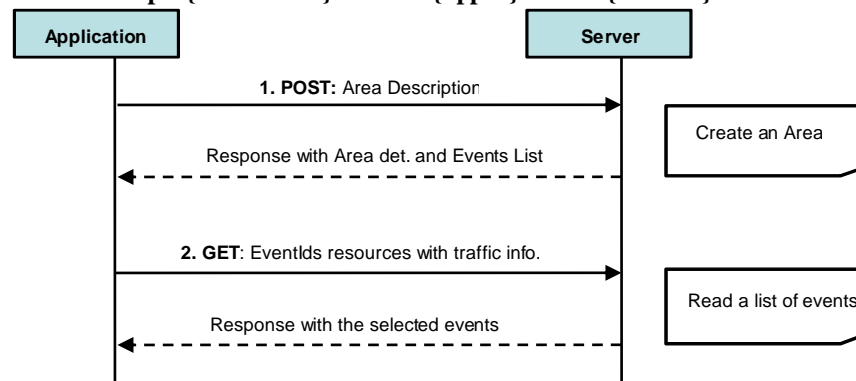 Application Server
1. POST: Area Description
Create an Area
Response with Area det. and Events List
2. GET: EventIds resources with traffic info.
Read a list of events
Response with the selected events